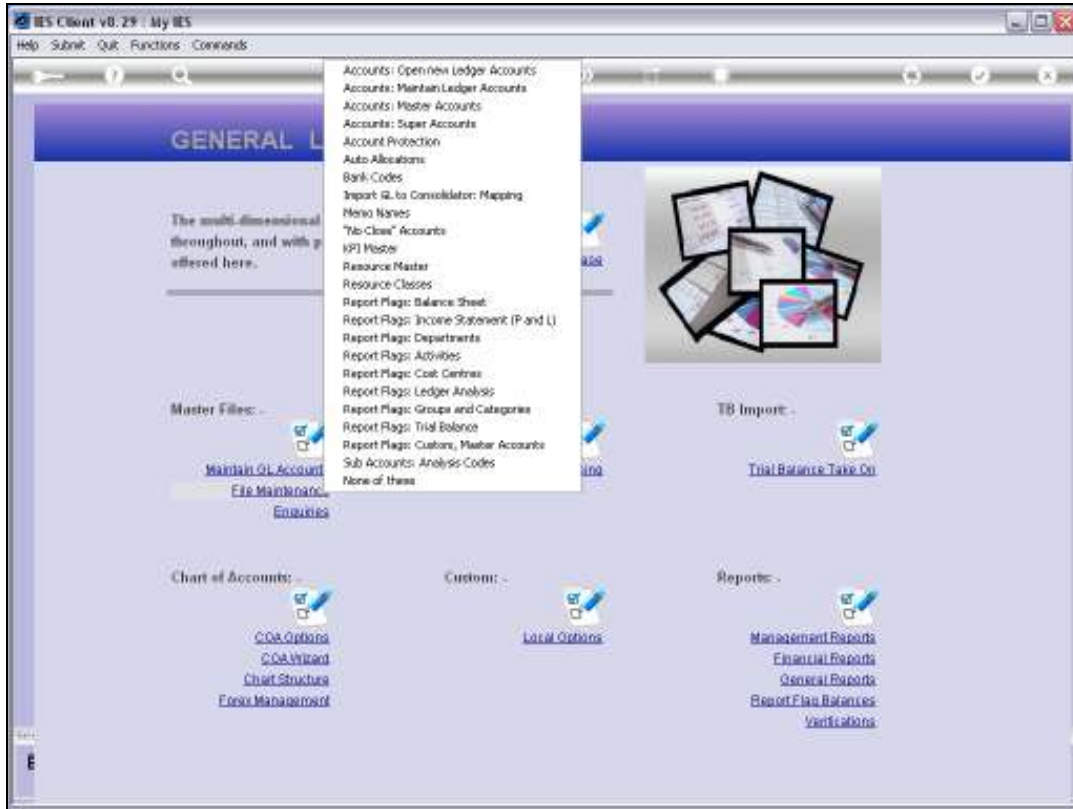 IES Client v8.29 : My IES
Help Submit Quit Functions Commands
Accounts: Open new Ledger Accounts
Accounts: Maintain Ledger Accounts
Accounts: Master Accounts
Accounts: Super Accounts
Account Protection
Auto Allocations
Bank Codes
Import GL to Consolidator: Mapping
Memo Names
"No Close" Accounts
KPI Master
Resource Master
Resource Classes
Report Flags: Balance Sheet
Report Flags: Income Statement (P and L)
Report Flags: Departments
Report Flags: Activities
Report Flags: Cost Centres
Report Flags: Ledger Analysis
Report Flags: Groups and Categories
Report Flags: Trial Balance
Report Flags: Custom, Master Accounts
Sub Accounts: Analysis Codes
None of these
GENERAL L
The multi-dimensional
throughout, and with p
offered here.
ase
Master Files: -
Maintain GL Account
File Maintenanc
Enquiries
ing
TB Import: -
Trial Balance Take On
Chart of Accounts: -
COA Options
COA Wizard
Chart Structure
Forex Management
Custom: -
Local Options
Reports: -
Management Reports
Financial Reports
General Reports
Report Flag Balances
Verifications